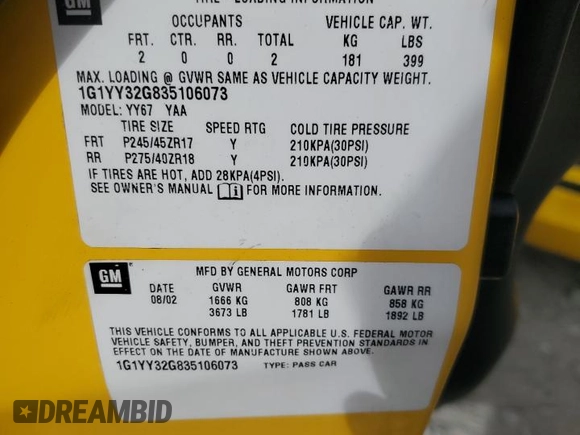 GM
TIRE - LOADING INFORMATION
OCCUPANTS VEHICLE CAP. WT.
FRT. CTR. RR. TOTAL KG LBS
2 0 0 2 181 399
MAX. LOADING @ GVWR SAME AS VEHICLE CAPACITY WEIGHT.
1G1YY32G835106073
MODEL: YY67 YAA
TIRE SIZE SPEED RTG COLD TIRE PRESSURE
FRT P245/45ZR17 Y 210KPA(30PSI)
RR P275/40ZR18 Y 210KPA(30PSI)
IF TIRES ARE HOT, ADD 28KPA(4PSI).
SEE OWNER'S MANUAL FOR MORE INFORMATION.
GM
MFD BY GENERAL MOTORS CORP
DATE GVWR GAWR FRT GAWR RR
08/02 1666 KG 808 KG 858 KG
3673 LB 1781 LB 1892 LB
THIS VEHICLE CONFORMS TO ALL APPLICABLE U.S. FEDERAL MOTOR
VEHICLE SAFETY, BUMPER, AND THEFT PREVENTION STANDARDS IN
EFFECT ON THE DATE OF MANUFACTURE SHOWN ABOVE.
1G1YY32G835106073 TYPE: PASS CAR
DREAMBID